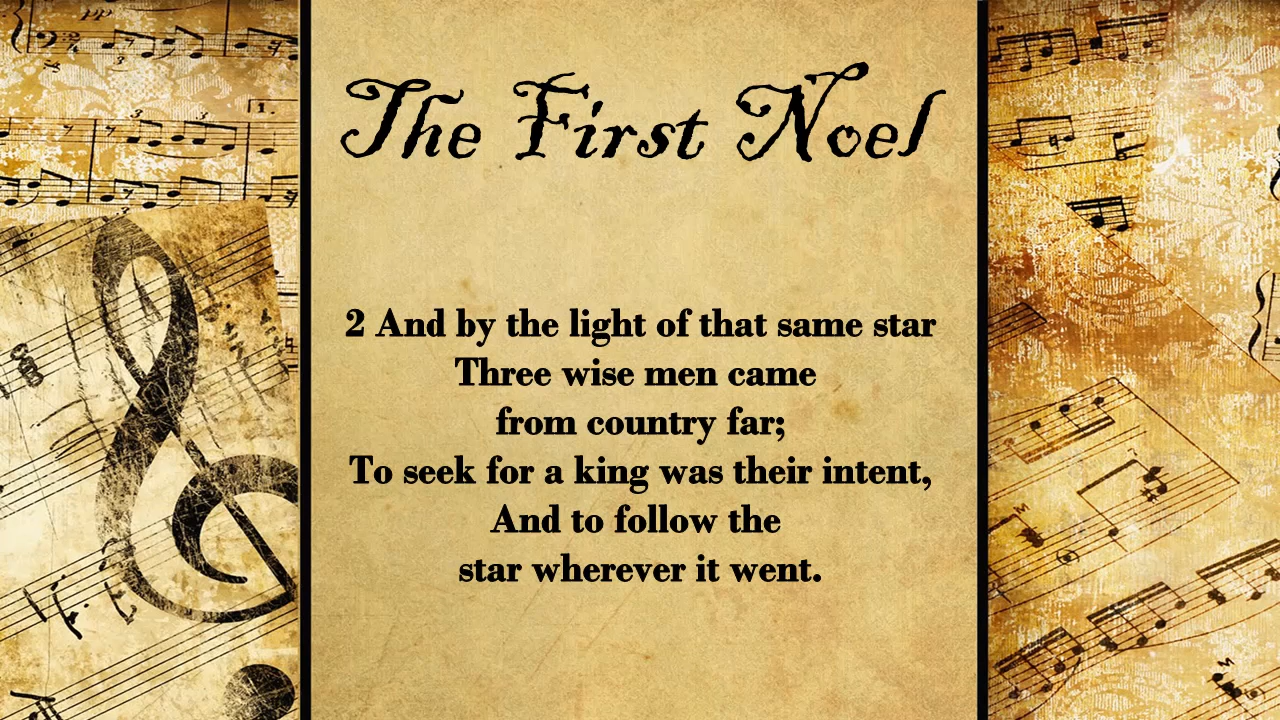 The First Noel
2 And by the light of that same star
Three wise men came
from country far;
To seek for a king was their intent,
And to follow the
star wherever it went.